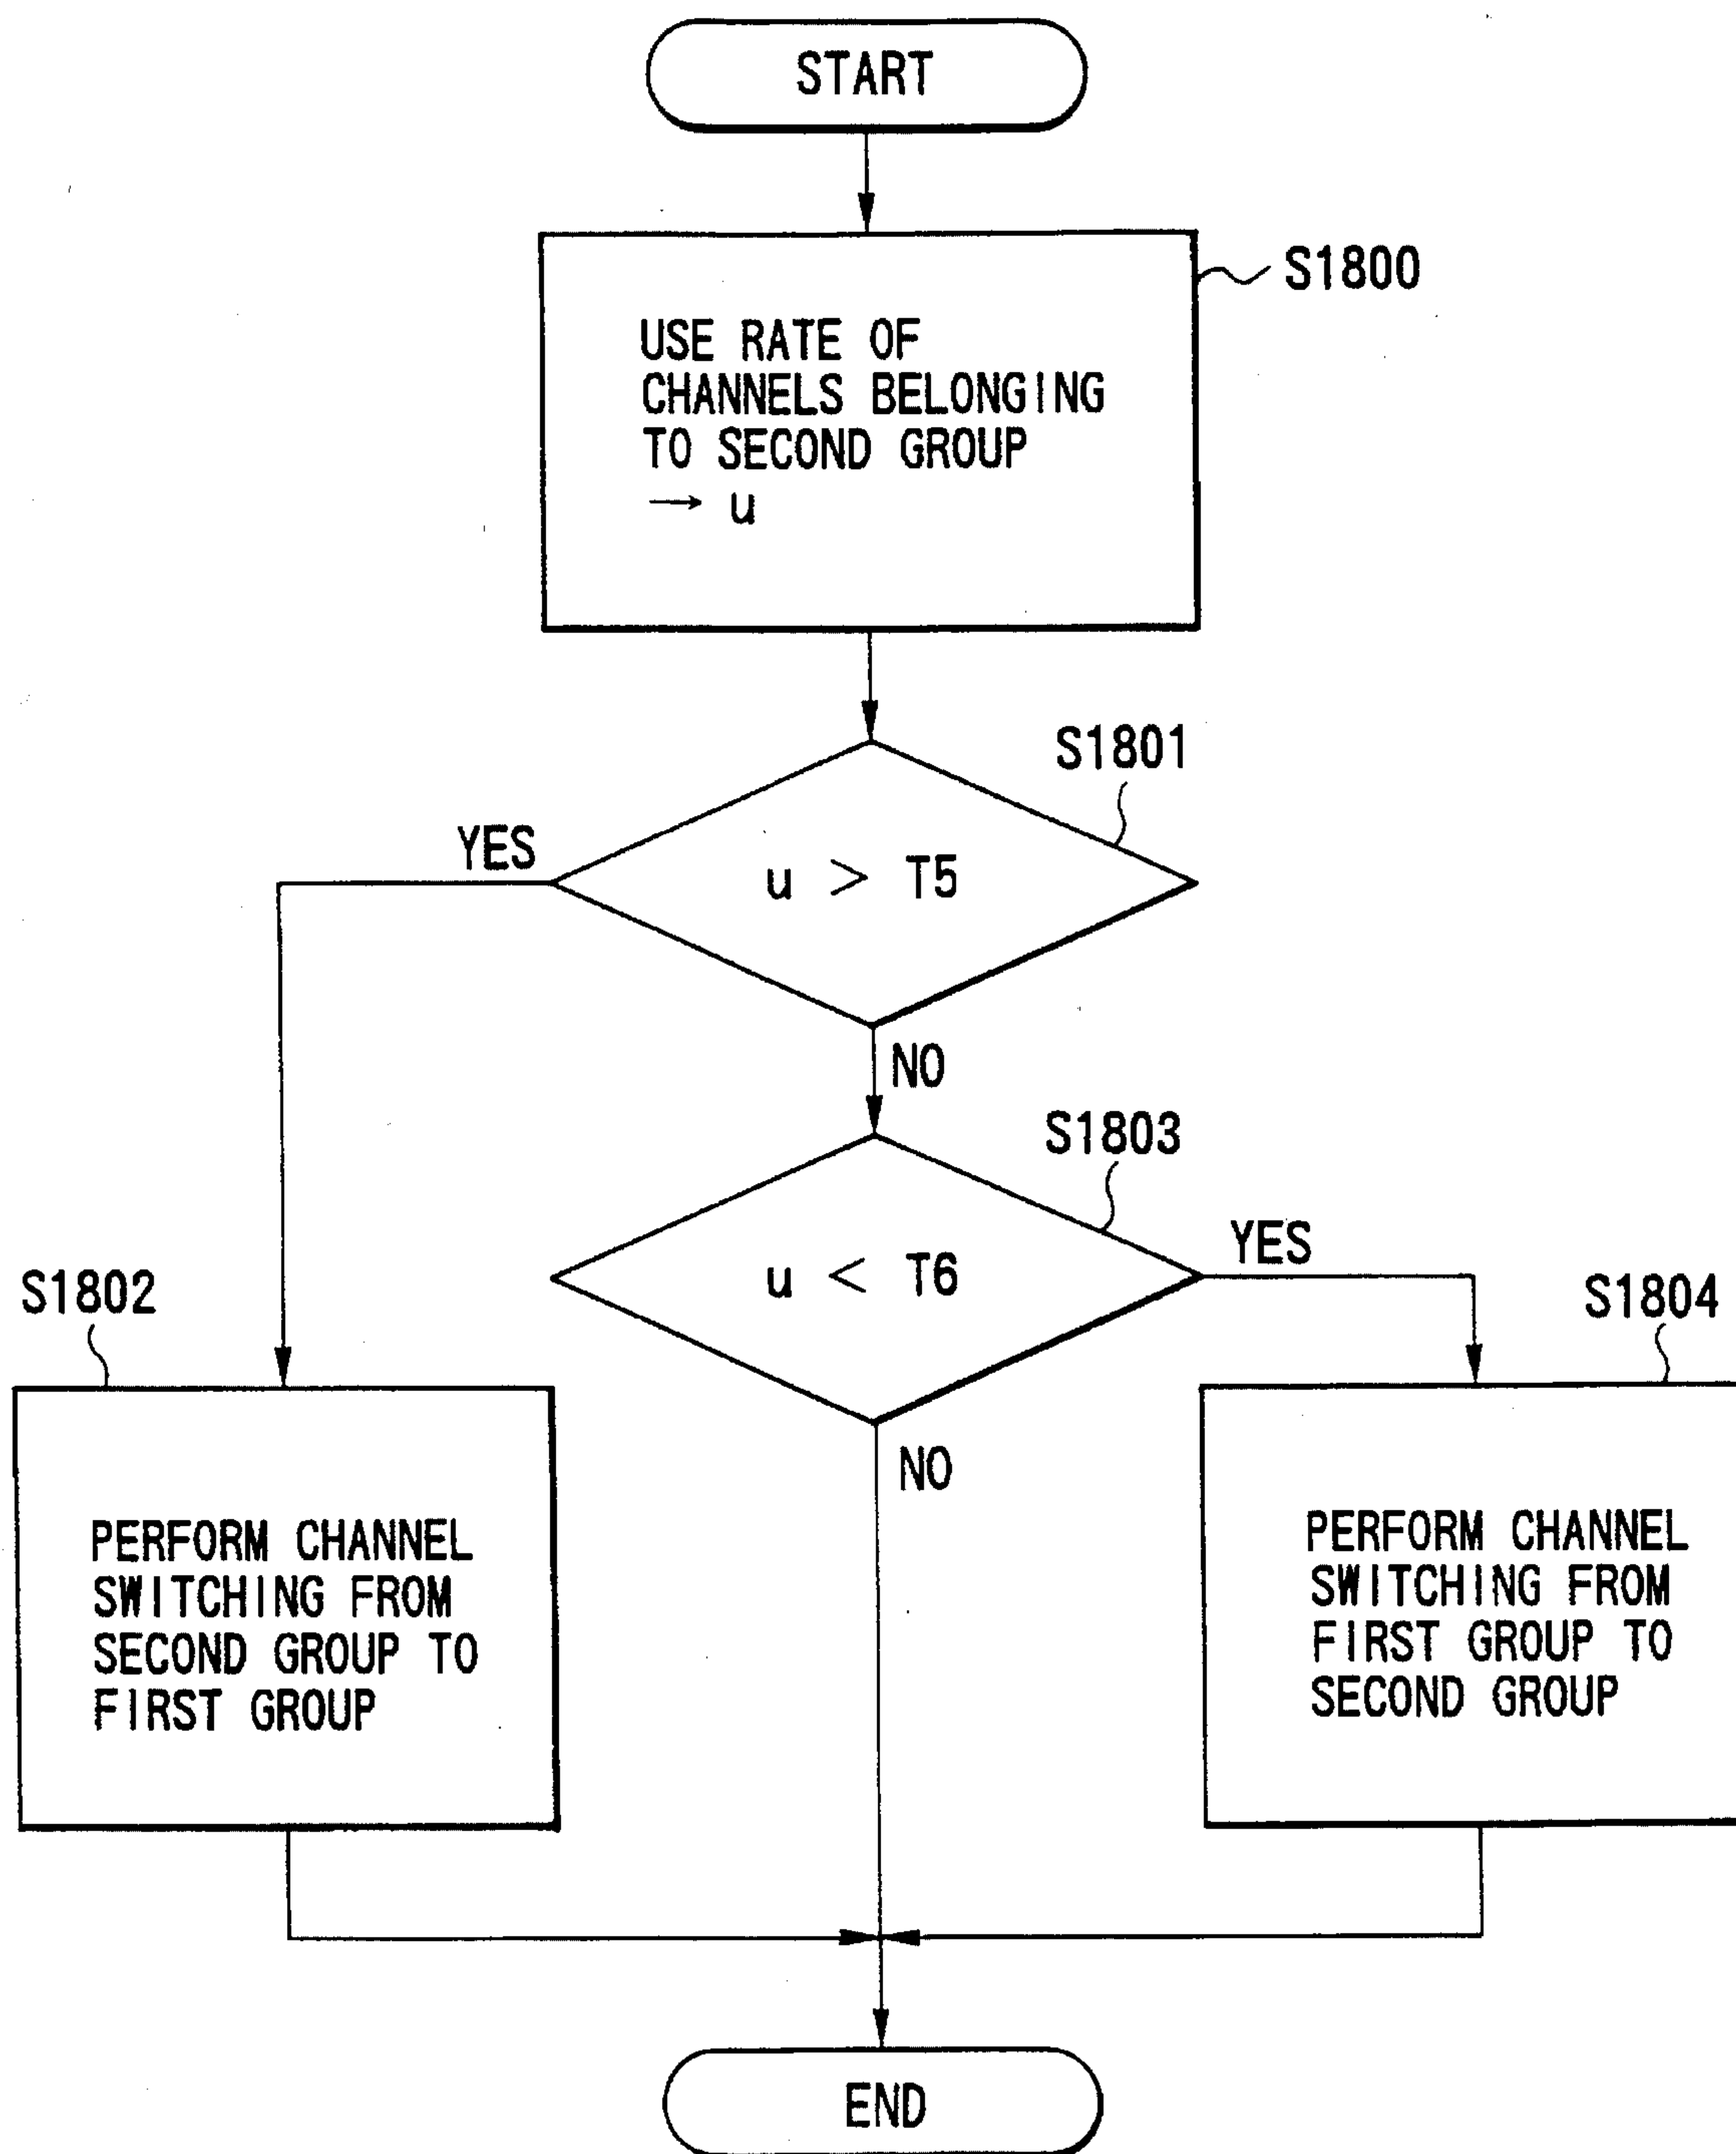 START
S1800
USE RATE OF
CHANNELS BELONGING
TO SECOND GROUP
→ u
S1801
YES
u > T5
NO
S1803
YES
u < T6
S1802
S1804
NO
PERFORM CHANNEL
SWITCHING FROM
SECOND GROUP TO
FIRST GROUP
PERFORM CHANNEL
SWITCHING FROM
FIRST GROUP TO
SECOND GROUP
END